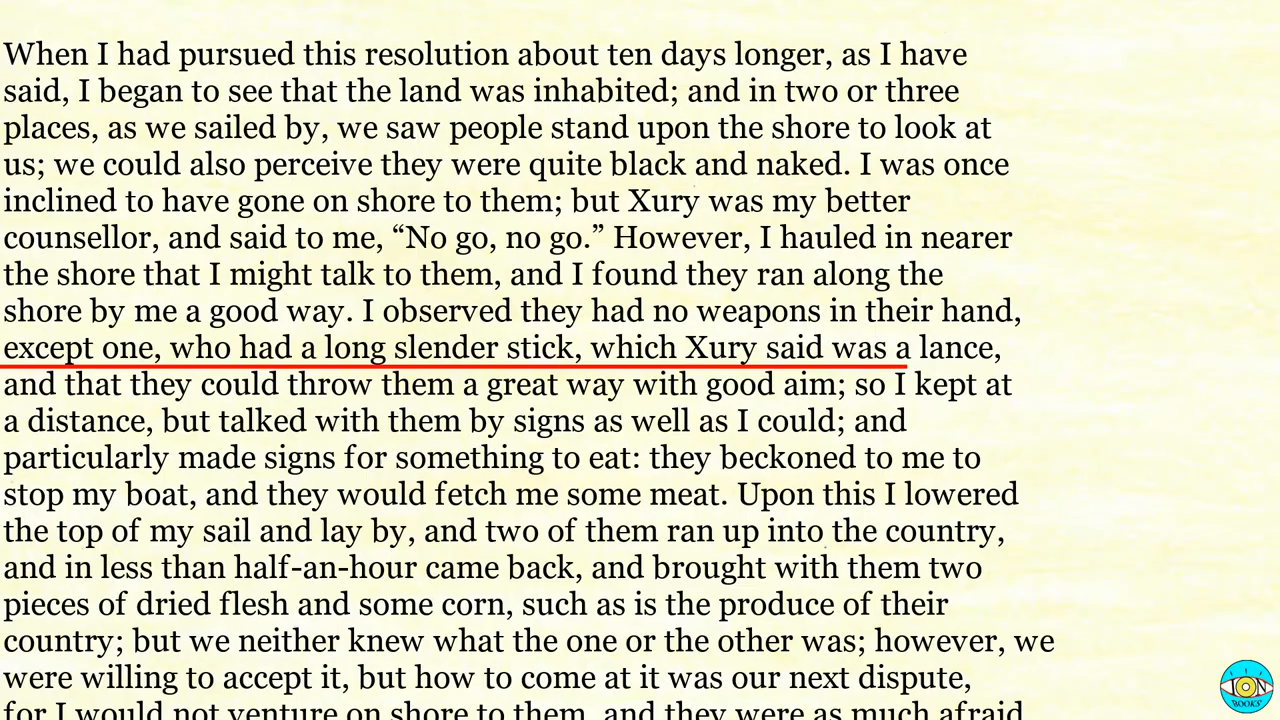 When I had pursued this resolution about ten days longer, as I have
said, I began to see that the land was inhabited; and in two or three
places, as we sailed by, we saw people stand upon the shore to look at
us; we could also perceive they were quite black and naked. I was once
inclined to have gone on shore to them; but Xury was my better
counsellor, and said to me, “No go, no go.” However, I hauled in nearer
the shore that I might talk to them, and I found they ran along the
shore by me a good way. I observed they had no weapons in their hand,
except one, who had a long slender stick, which Xury said was a lance,
and that they could throw them a great way with good aim; so I kept at
a distance, but talked with them by signs as well as I could; and
particularly made signs for something to eat: they beckoned to me to
stop my boat, and they would fetch me some meat. Upon this I lowered
the top of my sail and lay by, and two of them ran up into the country,
and in less than half-an-hour came back, and brought with them two
pieces of dried flesh and some corn, such as is the produce of their
country; but we neither knew what the one or the other was; however, we
were willing to accept it, but how to come at it was our next dispute,
for I would not venture on shore to them, and they were as much afraid
ION
BOOKS